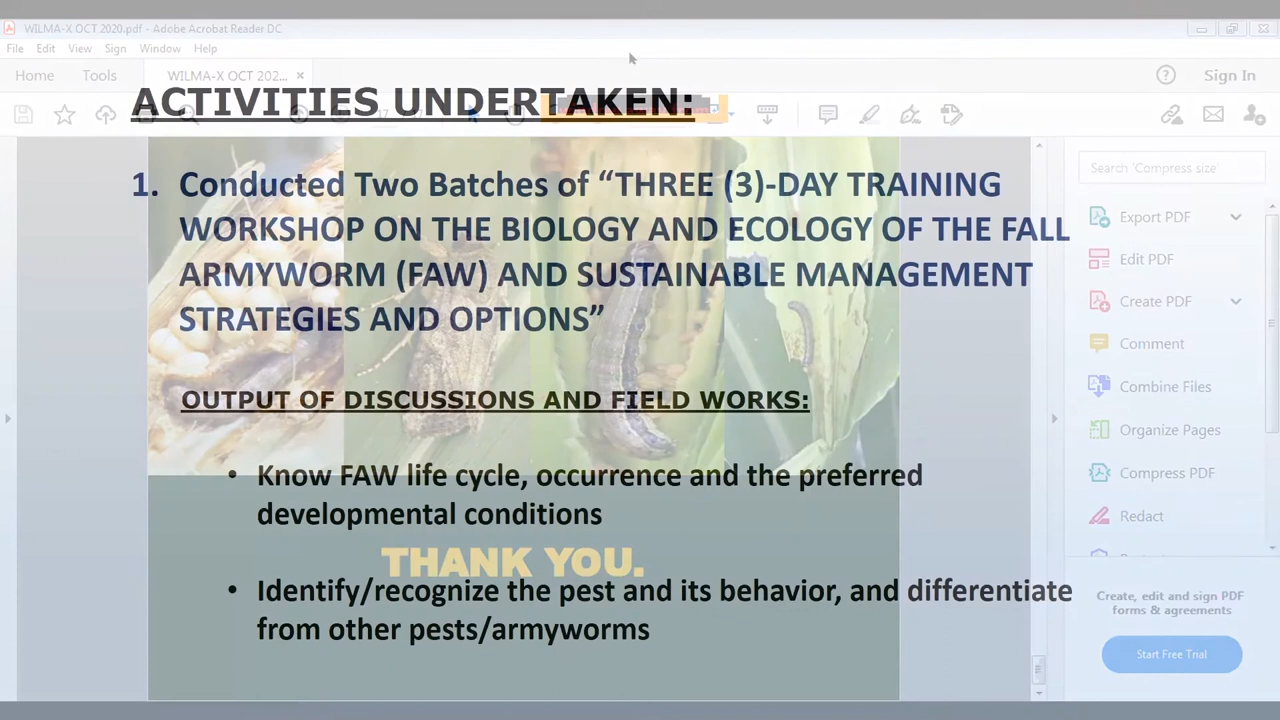 WILMA-X OCT 2020.pdf - Adobe Acrobat Reader DC
File Edit View Sign Window Help
Home Tools WILMA-X OCT 202... × Sign In
ACTIVITIES UNDERTAKEN:
1. Conducted Two Batches of “THREE (3)-DAY TRAINING
WORKSHOP ON THE BIOLOGY AND ECOLOGY OF THE FALL
ARMYWORM (FAW) AND SUSTAINABLE MANAGEMENT
STRATEGIES AND OPTIONS”
OUTPUT OF DISCUSSIONS AND FIELD WORKS:
• Know FAW life cycle, occurrence and the preferred
developmental conditions
THANK YOU.
• Identify/recognize the pest and its behavior, and differentiate
from other pests/armyworms
Search 'Compress size'
Export PDF
Edit PDF
Create PDF
Comment
Combine Files
Organize Pages
Compress PDF
Redact
Create, edit and sign PDF
forms & agreements
Start Free Trial